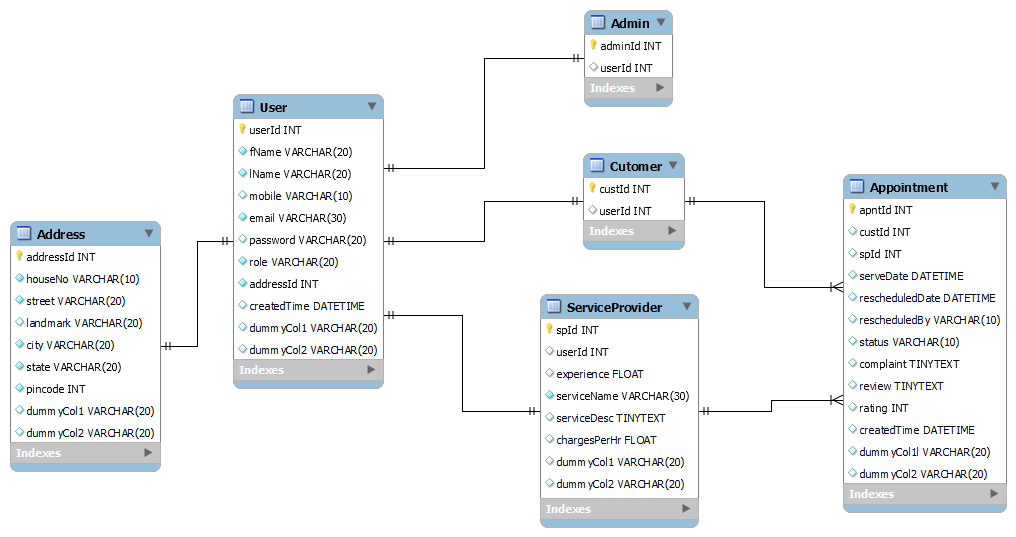 Admin
adminId INT
userId INT
Indexes
User
userId INT
fName VARCHAR(20)
lName VARCHAR(20)
mobile VARCHAR(10)
email VARCHAR(30)
password VARCHAR(20)
role VARCHAR(20)
addressId INT
createdTime DATETIME
dummyCol1 VARCHAR(20)
dummyCol2 VARCHAR(20)
Indexes
Cutomer
custId INT
userId INT
Indexes
Appointment
apntId INT
custId INT
spId INT
serveDate DATETIME
rescheduledDate DATETIME
rescheduledBy VARCHAR(10)
status VARCHAR(10)
complaint TINYTEXT
review TINYTEXT
rating INT
createdTime DATETIME
dummyCol1l VARCHAR(20)
dummyCol2 VARCHAR(20)
Indexes
Address
addressId INT
houseNo VARCHAR(10)
street VARCHAR(20)
landmark VARCHAR(20)
city VARCHAR(20)
state VARCHAR(20)
pincode INT
dummyCol1 VARCHAR(20)
dummyCol2 VARCHAR(20)
Indexes
ServiceProvider
spId INT
userId INT
experience FLOAT
serviceName VARCHAR(30)
serviceDesc TINYTEXT
chargesPerHr FLOAT
dummyCol1 VARCHAR(20)
dummyCol2 VARCHAR(20)
Indexes